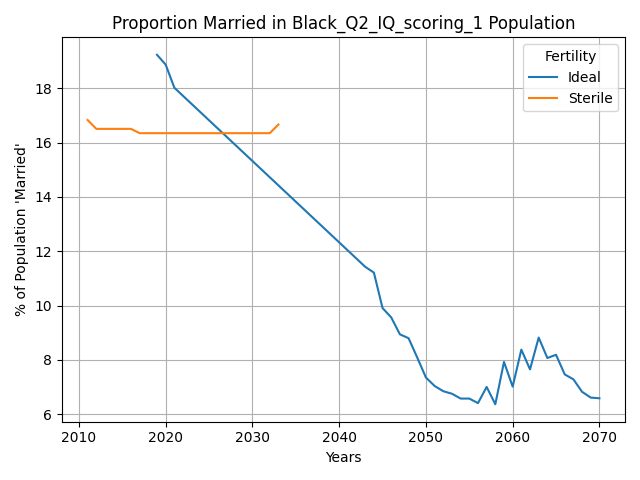 Proportion Married in Black_Q2_IQ_scoring_1 Population
Fertility
Ideal
Sterile
% of Population 'Married'
18
16
14
12
10
8
6
2010 2020 2030 2040 2050 2060 2070
Years